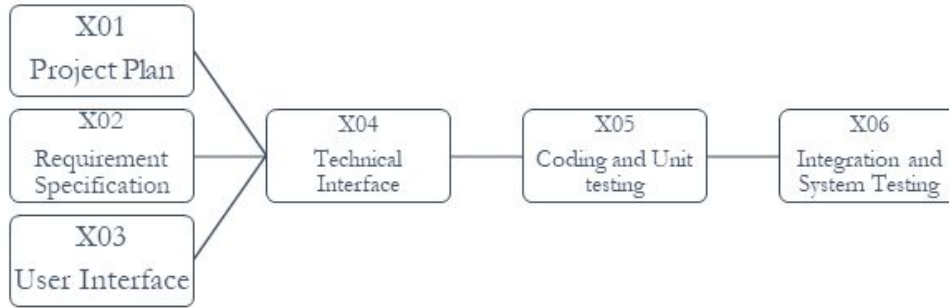 X01
Project Plan
X02
Requirement
Specification
X03
User Interface
X04
Technical
Interface
X05
Coding and Unit
testing
X06
Integration and
System Testing